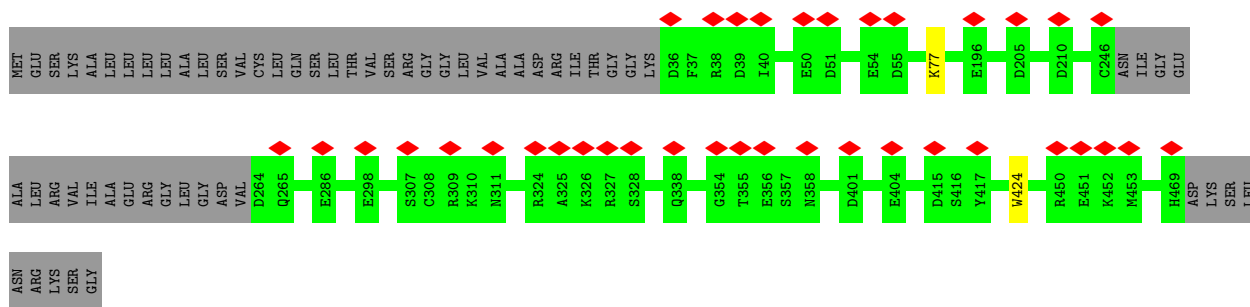 MET GLU SER LYS ALA LEU LEU LEU LEU ALA LEU SER VAL CYS LEU GLN SER LEU THR VAL SER ARG GLY GLY LEU VAL ALA ALA ASP ARG ILE THR GLY GLY LYS D36 F37 R38 D39 I40 E50 D51 E54 D55 K77 E196 D205 D210 C246 ASN ILE GLY GLU
ALA LEU ARG VAL ILE ALA GLU ARG GLY LEU GLY ASP VAL D264 Q265 E286 E298 S307 C308 R309 K310 N311 R324 A325 K326 R327 S328 Q338 G354 T355 E356 S357 N358 D401 E404 D415 S416 Y417 W424 R450 E451 K452 M453 H469 ASP LYS SER LEU
ASN ARG LYS SER GLY